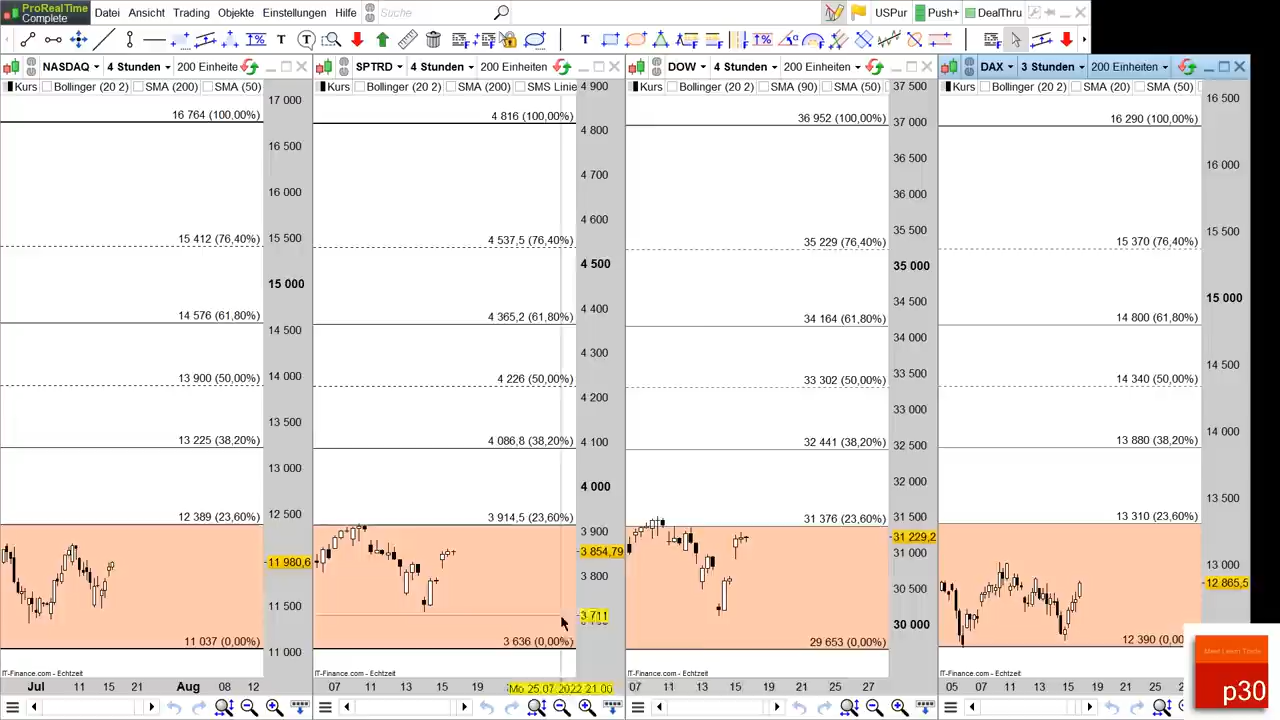 ProRealTime
Complete
Datei Ansicht Trading Objekte Einstellungen Hilfe Suche USPur Push+ DealThru
NASDAQ 4 Stunden 200 Einheite
Kurs Bollinger (20 2) SMA (200) SMA (50)
17 000
16 764 (100,00%)
16 500
16 000
15 500
15 412 (76,40%)
15 000
14 576 (61,80%)
14 500
14 000
13 900 (50,00%)
13 500
13 225 (38,20%)
13 000
12 500
12 389 (23,60%)
11 980,6
11 500
11 037 (0,00%)
11 000
IT-Finance.com - Echtzeit
Jul 11 15 21 Aug 08 12
SPTRD 4 Stunden 200 Einheiten
Kurs Bollinger (20 2) SMA (200) SMS Linie
4 900
4 816 (100,00%)
4 800
4 700
4 600
4 537,5 (76,40%)
4 500
4 400
4 365,2 (61,80%)
4 300
4 226 (50,00%)
4 200
4 100
4 086,8 (38,20%)
4 000
3 914,5 (23,60%)
3 900
3 854,79
3 800
3 711
3 636 (0,00%)
IT-Finance.com - Echtzeit
07 11 15 19 Mo 25.07.2022 21:00
DOW 4 Stunden 200 Einheiten
Kurs Bollinger (20 2) SMA (90) SMA (50)
37 500
36 952 (100,00%)
37 000
36 500
36 000
35 500
35 229 (76,40%)
35 000
34 500
34 164 (61,80%)
34 000
33 500
33 302 (50,00%)
33 000
32 500
32 441 (38,20%)
32 000
31 500
31 376 (23,60%)
31 229,2
31 000
30 500
30 000
29 653 (0,00%)
IT-Finance.com - Echtzeit
07 12 15 19 21 25 27
DAX 3 Stunden 200 Einheiten
Kurs Bollinger (20 2) SMA (20) SMA (50)
16 500
16 290 (100,00%)
16 000
15 500
15 370 (76,40%)
15 000
14 800 (61,80%)
14 500
14 340 (50,00%)
14 000
13 880 (38,20%)
13 500
13 310 (23,60%)
13 000
12 865,5
12 390 (0,00
IT-Finance.com - Echtzeit
05 07 11 13 15 19 21 25 2
Meet Learn Trade
p30